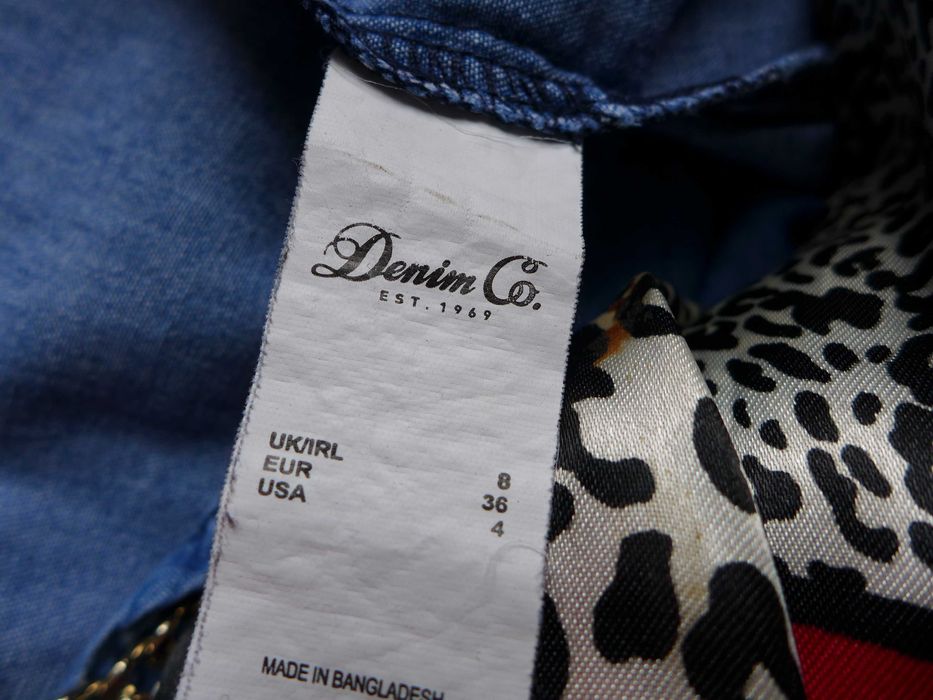 Denim Co.
EST. 1969
UK/IRL 8
EUR 36
USA 4
MADE IN BANGLADESH